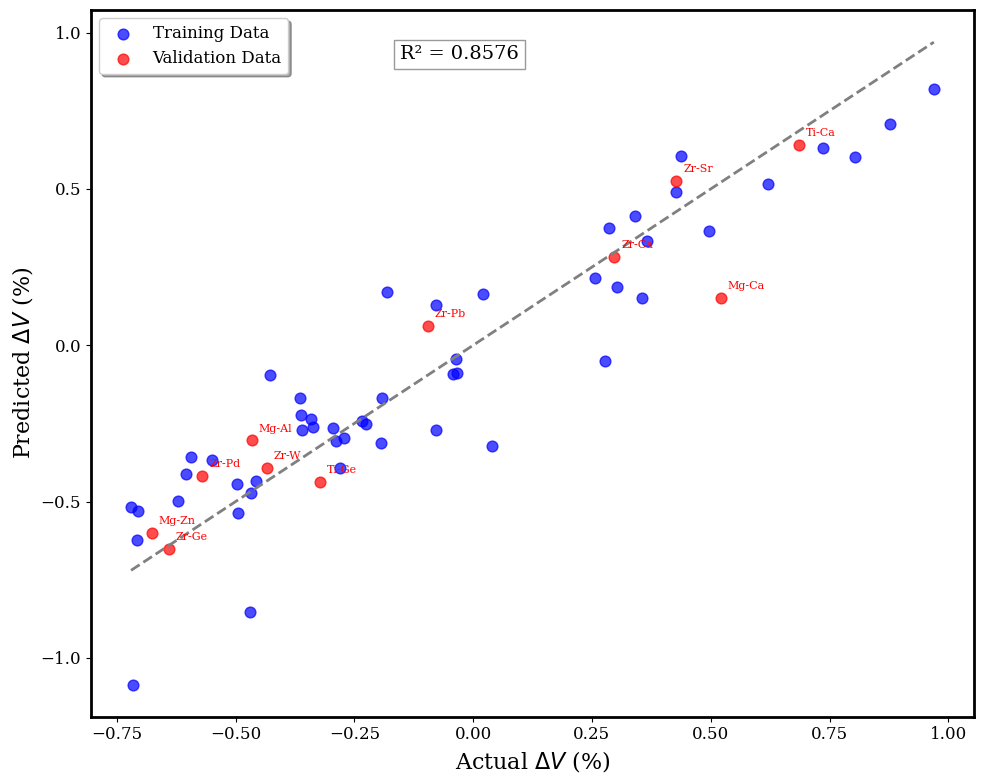 Training Data
Validation Data
R² = 0.8576
Ti-Ca
Zr-Sr
Zr-Ca
Mg-Ca
Zr-Pb
Mg-Al
Zr-W
Zr-Pd
Ti-Ge
Mg-Zn
Zr-Ge
1.0
0.5
0.0
−0.5
−1.0
Predicted ΔV (%)
−0.75
−0.50
−0.25
0.00
0.25
0.50
0.75
1.00
Actual ΔV (%)